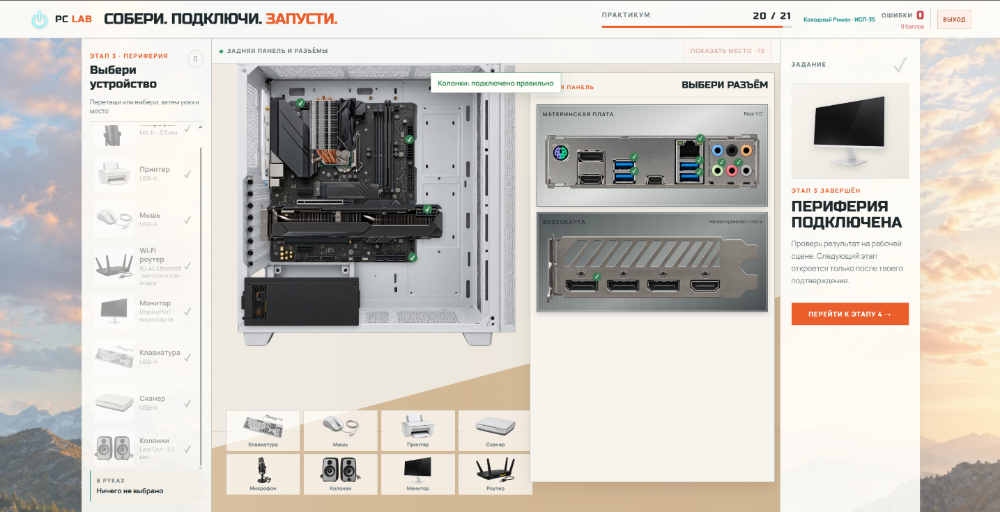 PC LAB
СОБЕРИ. ПОДКЛЮЧИ. ЗАПУСТИ.
ПРАКТИКУМ
20 / 21
Колодный Роман · ИСП-35
ОШИБКИ 0
0 баллов
ВЫХОД
ЭТАП 3 · ПЕРИФЕРИЯ
0
Выбери
устройство
Перетащи или выбери, затем укажи
место
Mic In · 3,5
мм
Принтер
USB-A
Мышь
USB-A
Wi-Fi
роутер
RJ-45 Ethernet
· материнская
плата
Монитор
DisplayPort ·
видеокарта
Клавиатура
USB-A
Сканер
USB-A
Колонки
Line Out · 3,5
мм
В РУКАХ
Ничего не выбрано
ЗАДНЯЯ ПАНЕЛЬ И РАЗЪЁМЫ
ПОКАЗАТЬ МЕСТО −10
Колонки: подключено правильно
ПАНЕЛЬ
ВЫБЕРИ РАЗЪЁМ
МАТЕРИНСКАЯ ПЛАТА
Rear I/O
ВИДЕОКАРТА
Не материнская плата
Клавиатура
Мышь
Принтер
Сканер
Микрофон
Колонки
Монитор
Роутер
ЗАДАНИЕ
ЭТАП 3 ЗАВЕРШЁН
ПЕРИФЕРИЯ
ПОДКЛЮЧЕНА
Проверь результат на рабочей
сцене. Следующий этап
откроется только после твоего
подтверждения.
ПЕРЕЙТИ К ЭТАПУ 4 →